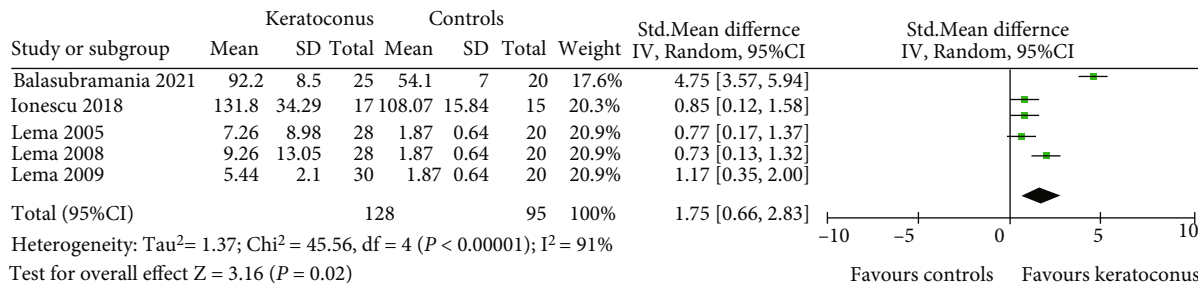 Keratoconus Controls Std.Mean differnce Std.Mean differnce
Study or subgroup Mean SD Total Mean SD Total Weight IV, Random, 95%CI IV, Random, 95%CI
Balasubramania 2021 92.2 8.5 25 54.1 7 20 17.6% 4.75 [3.57, 5.94]
Ionescu 2018 131.8 34.29 17 108.07 15.84 15 20.3% 0.85 [0.12, 1.58]
Lema 2005 7.26 8.98 28 1.87 0.64 20 20.9% 0.77 [0.17, 1.37]
Lema 2008 9.26 13.05 28 1.87 0.64 20 20.9% 0.73 [0.13, 1.32]
Lema 2009 5.44 2.1 30 1.87 0.64 20 20.9% 1.17 [0.35, 2.00]
Total (95%CI) 128 95 100% 1.75 [0.66, 2.83]
Heterogeneity: Tau²= 1.37; Chi² = 45.56, df = 4 (P < 0.00001); I² = 91%
Test for overall effect Z = 3.16 (P = 0.02)
−10 −5 0 5 10
Favours controls Favours keratoconus